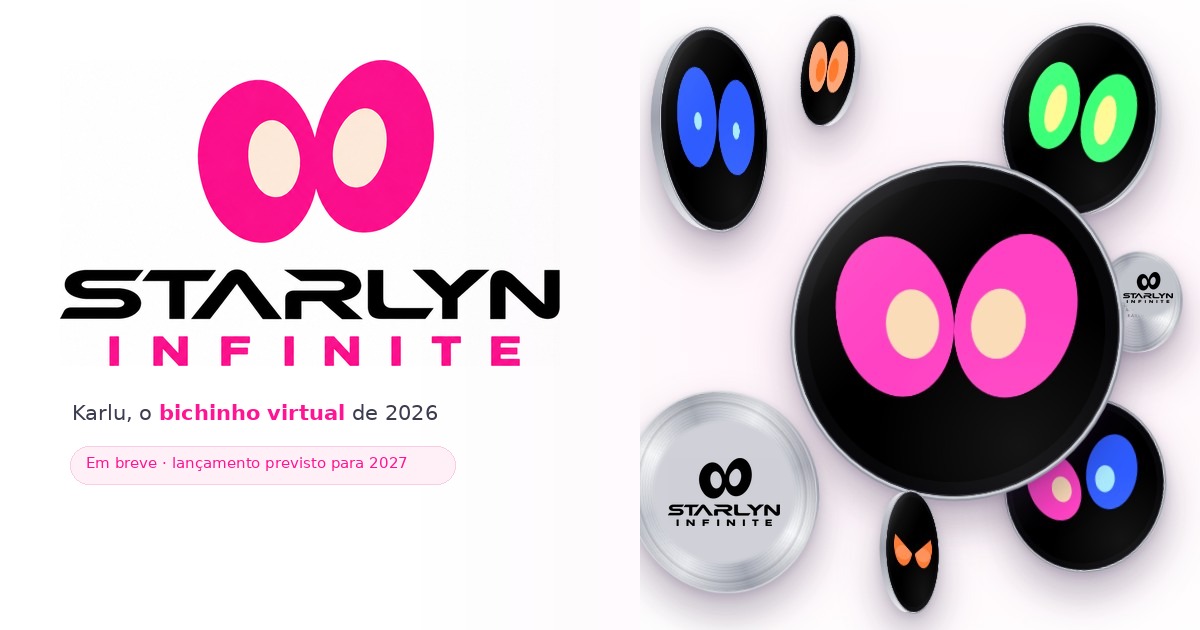 STARLYN
INFINITE
Karlu, o bichinho virtual de 2026
Em breve · lançamento previsto para 2027
STARLYN
INFINITE
STARLYN
INFINITE